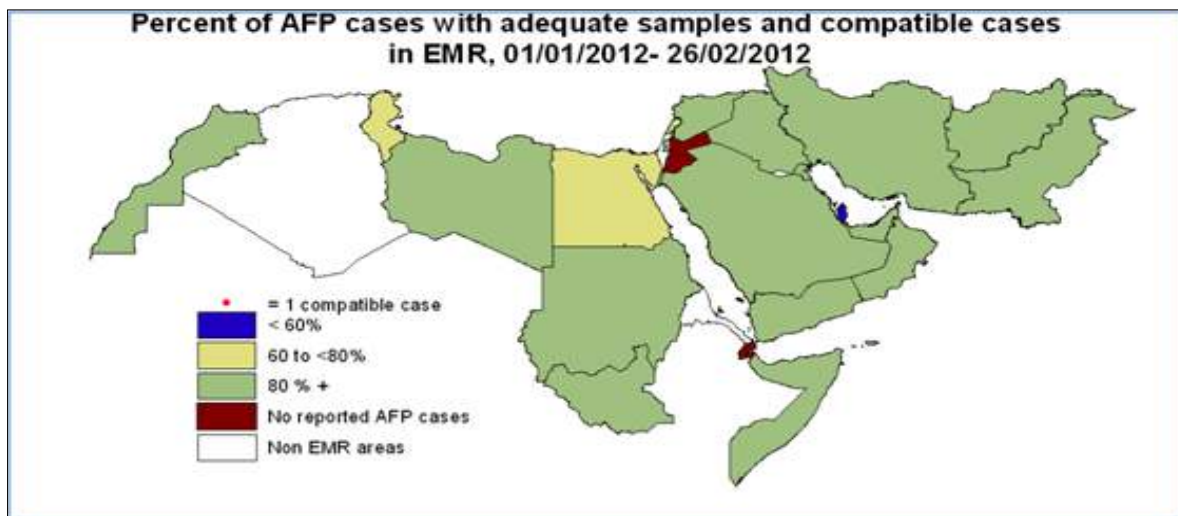 Percent of AFP cases with adequate samples and compatible cases
in EMR, 01/01/2012- 26/02/2012
= 1 compatible case
< 60%
60 to <80%
80 % +
No reported AFP cases
Non EMR areas